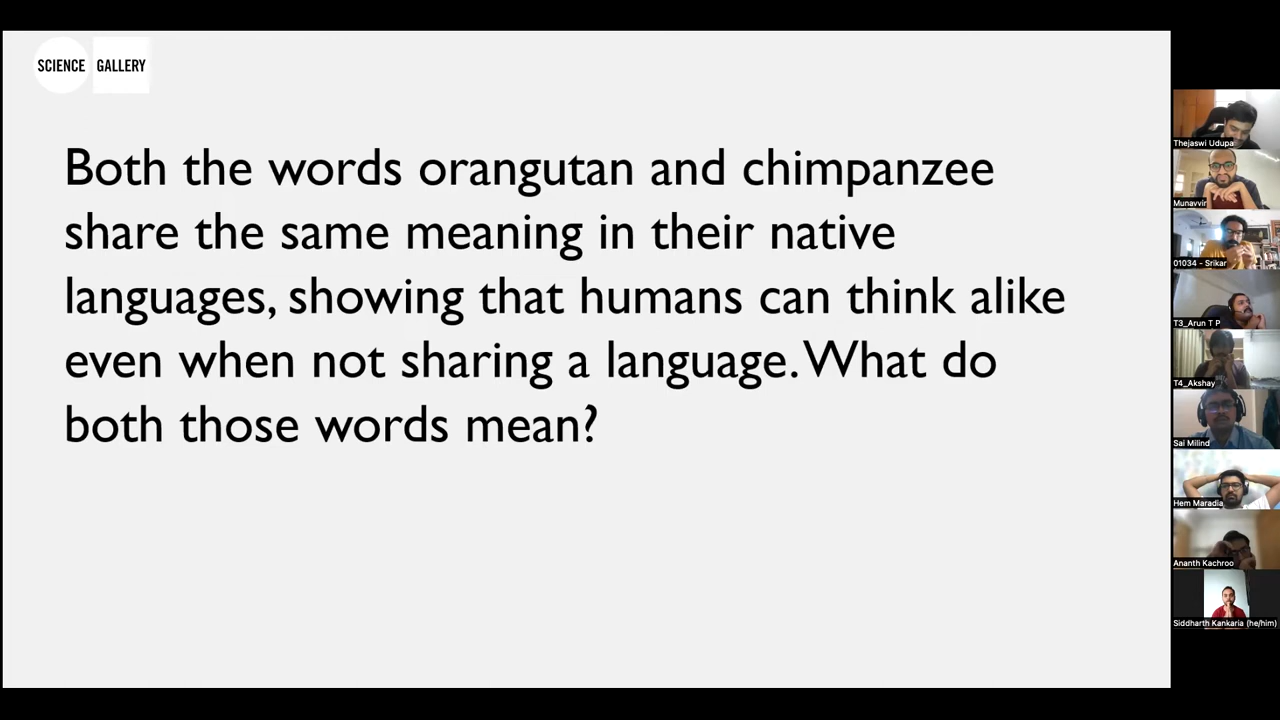 SCIENCE GALLERY
Both the words orangutan and chimpanzee
share the same meaning in their native
languages, showing that humans can think alike
even when not sharing a language. What do
both those words mean?
Thejaswi Udupa
Munavvir
01034 - Srikar
T3_Arun T P
T4_Akshay
Sai Milind
Hem Maradia
Ananth Kachroo
Siddharth Kankaria (he/him)